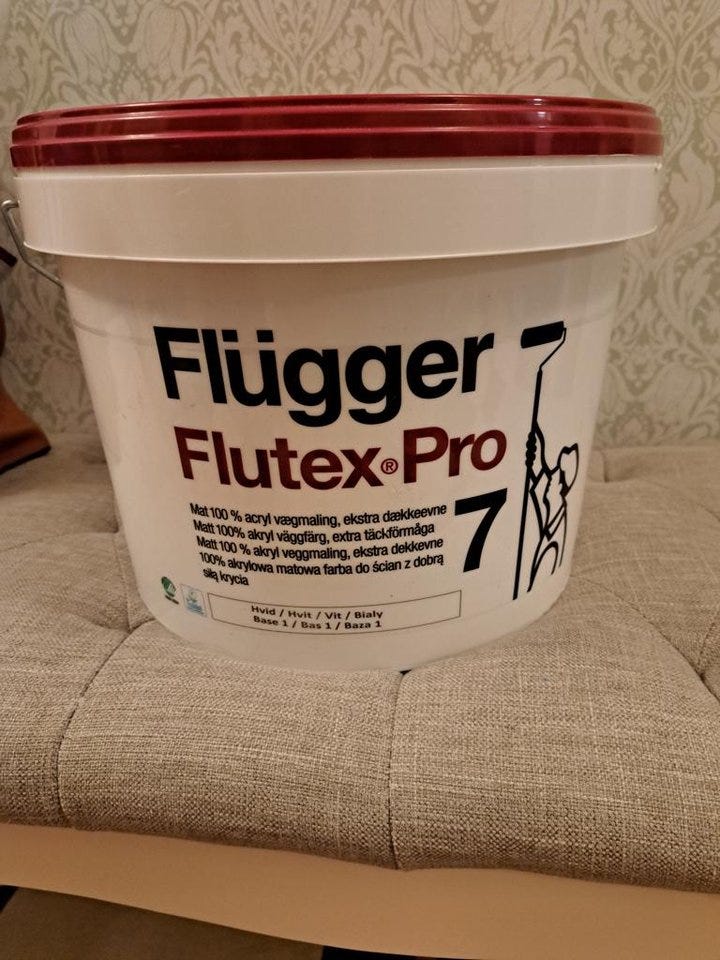 Flügger
Flutex®Pro
7
Mat 100 % acryl vægmaling, ekstra dækkeevne
Matt 100% akryl väggfärg, extra täckförmåga
Matt 100 % akryl veggmaling, ekstra dekkevne
100% akrylowa matowa farba do ścian z dobrą
siłą krycia
Hvid / Hvit / Vit / Bialy
Base 1 / Bas 1 / Baza 1